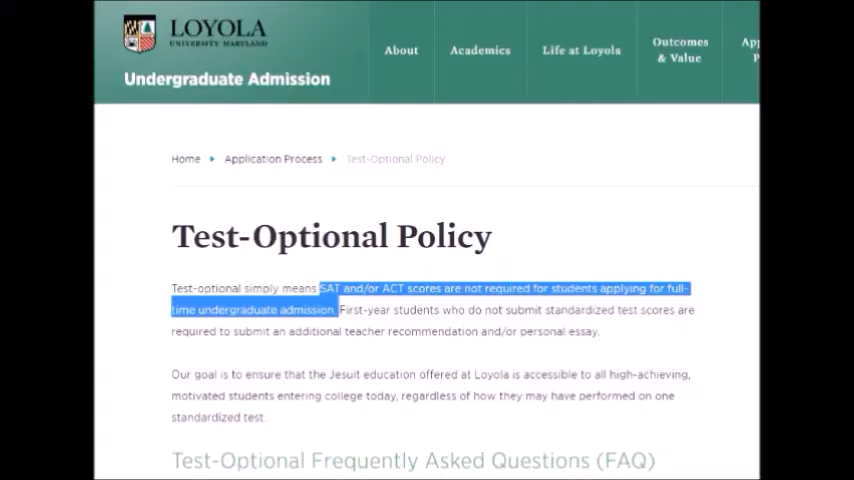 LOYOLA
UNIVERSITY MARYLAND
Undergraduate Admission
About
Academics
Life at Loyola
Outcomes
& Value
Home
Application Process
Test-Optional Policy
Test-Optional Policy
Test-optional simply means SAT and/or ACT scores are not required for students applying for full-
time undergraduate admission. First-year students who do not submit standardized test scores are
required to submit an additional teacher recommendation and/or personal essay.
Our goal is to ensure that the Jesuit education offered at Loyola is accessible to all high-achieving,
motivated students entering college today, regardless of how they may have performed on one
standardized test.
Test-Optional Frequently Asked Questions (FAQ)